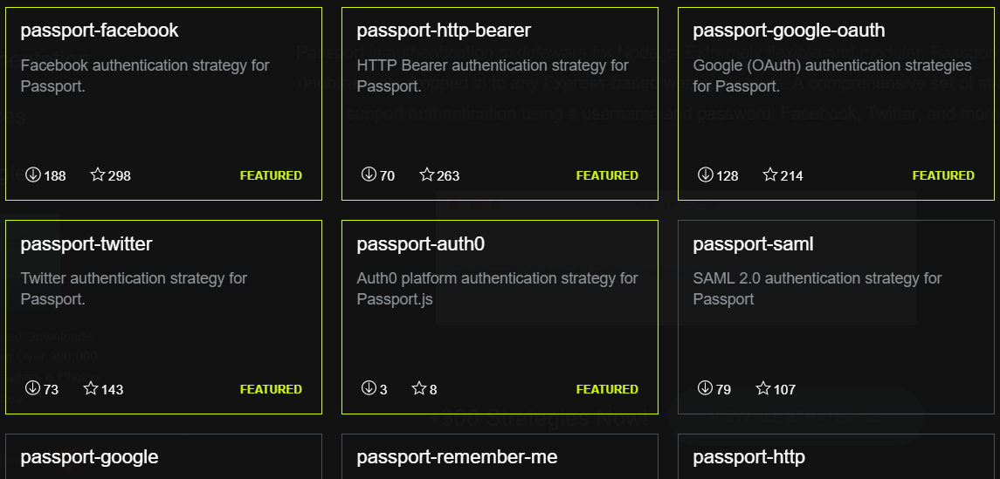 passport-facebook
Facebook authentication strategy for
Passport.
188 298 FEATURED
passport-http-bearer
HTTP Bearer authentication strategy for
Passport.
70 263 FEATURED
passport-google-oauth
Google (OAuth) authentication strategies
for Passport.
128 214 FEATURED
passport-twitter
Twitter authentication strategy for
Passport.
73 143 FEATURED
passport-auth0
Auth0 platform authentication strategy for
Passport.js
3 8 FEATURED
passport-saml
SAML 2.0 authentication strategy for
Passport
79 107
+300 Strategies Now!
passport-google
passport-remember-me
passport-http